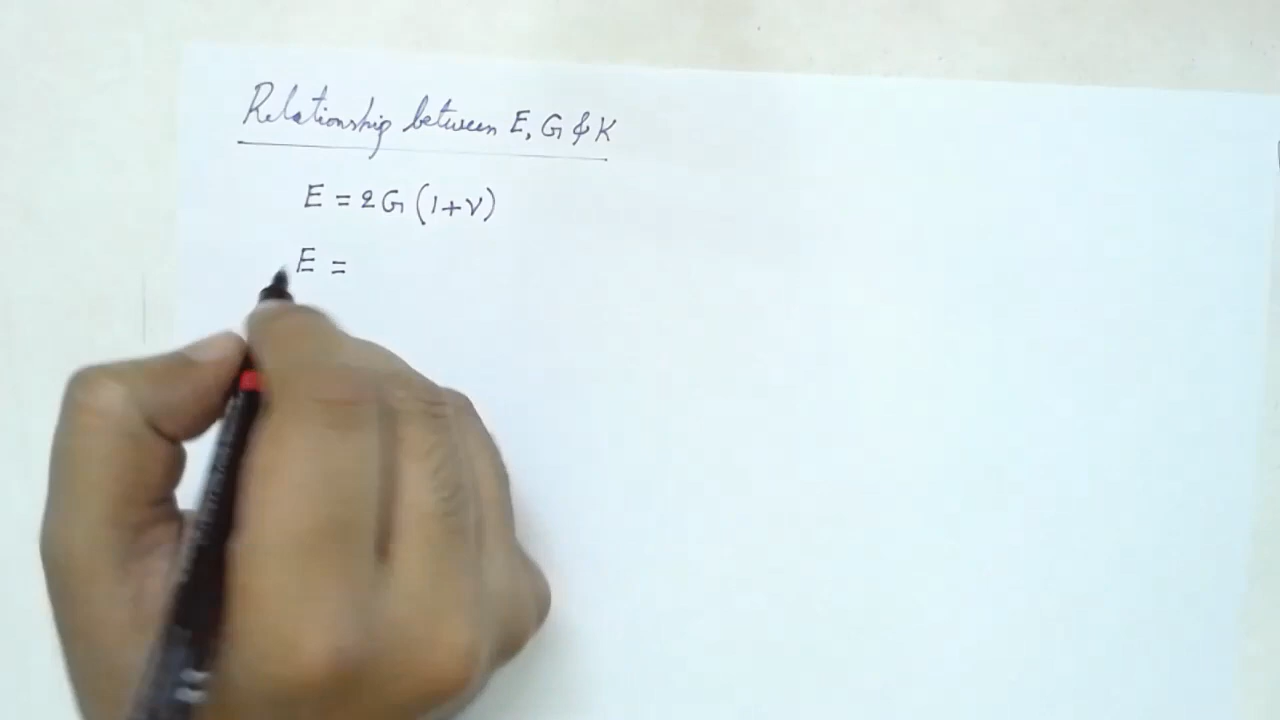 Relationship between E, G & K
E = 2G (1+ν)
E =